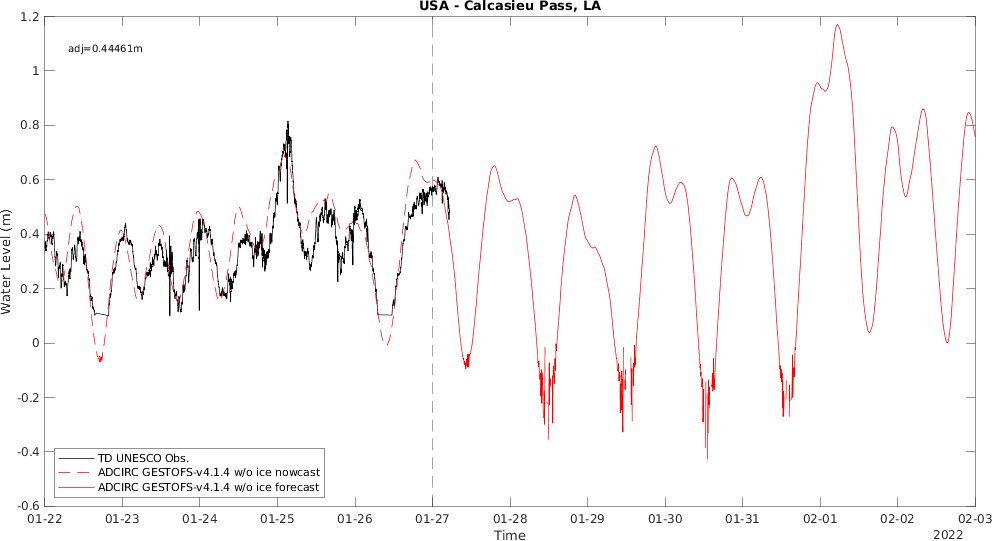 USA - Calcasieu Pass, LA
adj=0.44461m
Water Level (m)
1.2
1
0.8
0.6
0.4
0.2
0
-0.2
-0.4
-0.6
TD UNESCO Obs.
ADCIRC GESTOFS-v4.1.4 w/o ice nowcast
ADCIRC GESTOFS-v4.1.4 w/o ice forecast
01-22 01-23 01-24 01-25 01-26 01-27 01-28 01-29 01-30 01-31 02-01 02-02 02-03
Time
2022